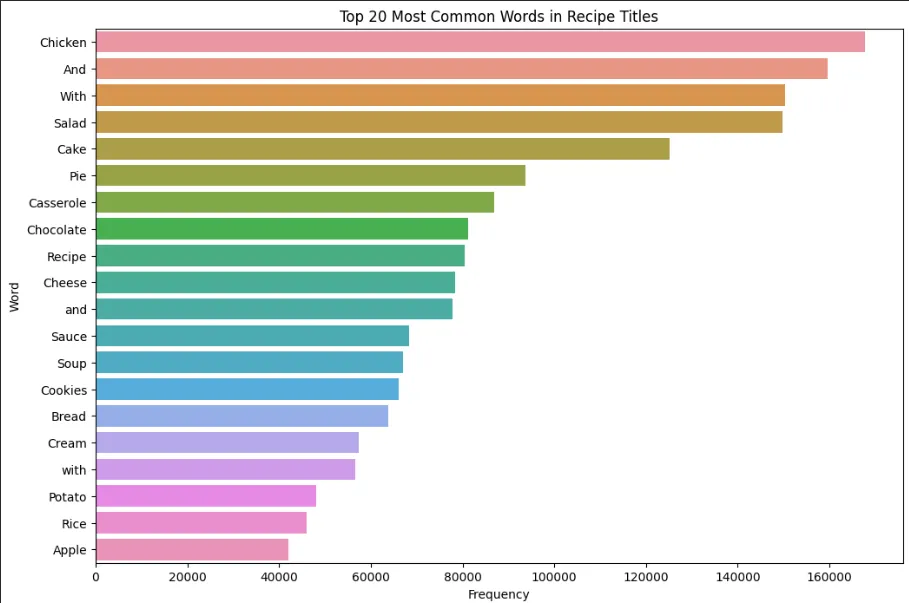 Top 20 Most Common Words in Recipe Titles
Word
Chicken
And
With
Salad
Cake
Pie
Casserole
Chocolate
Recipe
Cheese
and
Sauce
Soup
Cookies
Bread
Cream
with
Potato
Rice
Apple
0 20000 40000 60000 80000 100000 120000 140000 160000
Frequency